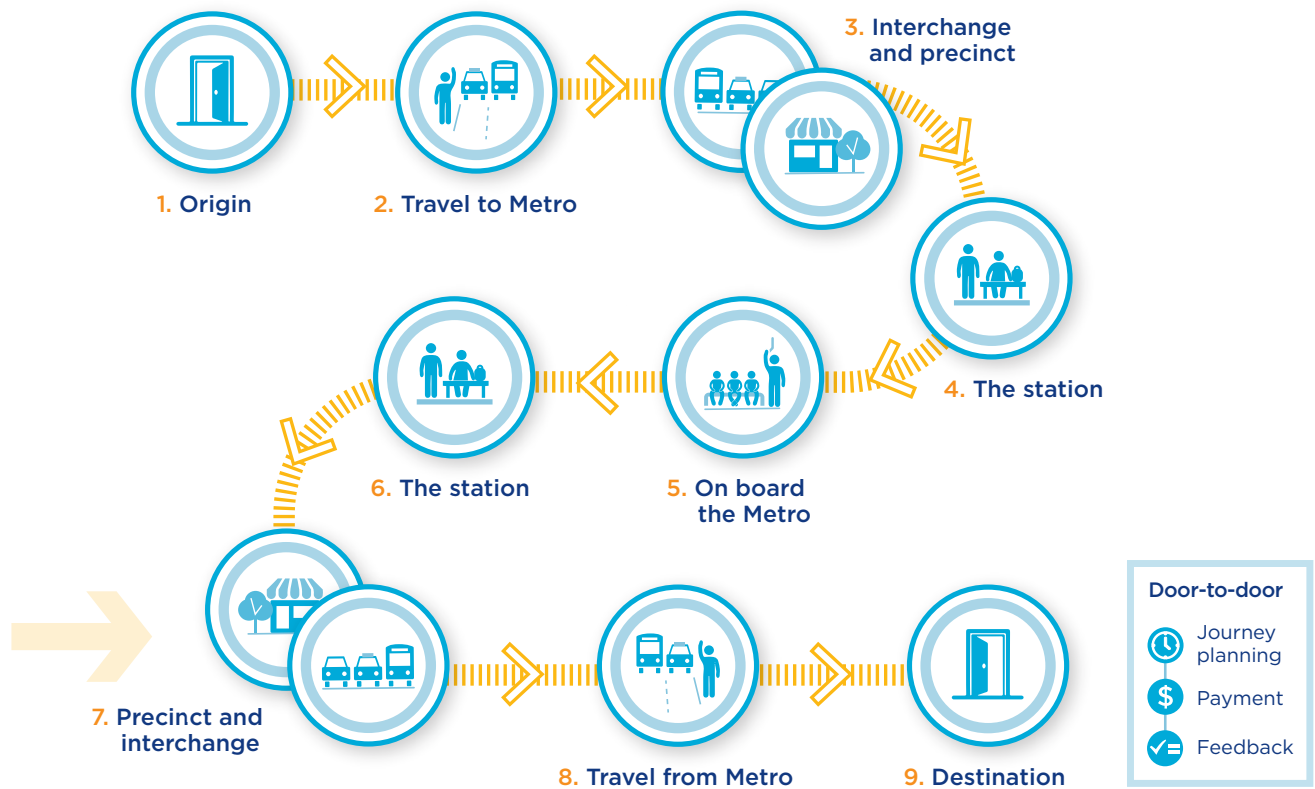 1. Origin
2. Travel to Metro
3. Interchange
and precinct
4. The station
5. On board
the Metro
6. The station
7. Precinct and
interchange
8. Travel from Metro
9. Destination
Door-to-door
Journey
planning
$ Payment
Feedback